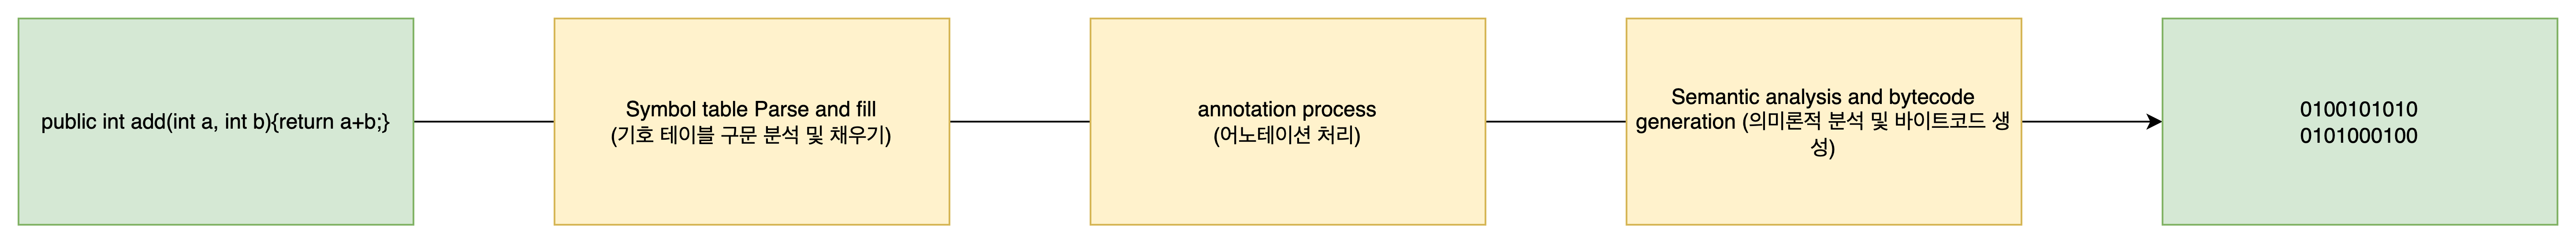 public int add(int a, int b){return a+b;}
Symbol table Parse and fill
(기호 테이블 구문 분석 및 채우기)
annotation process
(어노테이션 처리)
Semantic analysis and bytecode
generation (의미론적 분석 및 바이트코드 생
성)
0100101010
0101000100